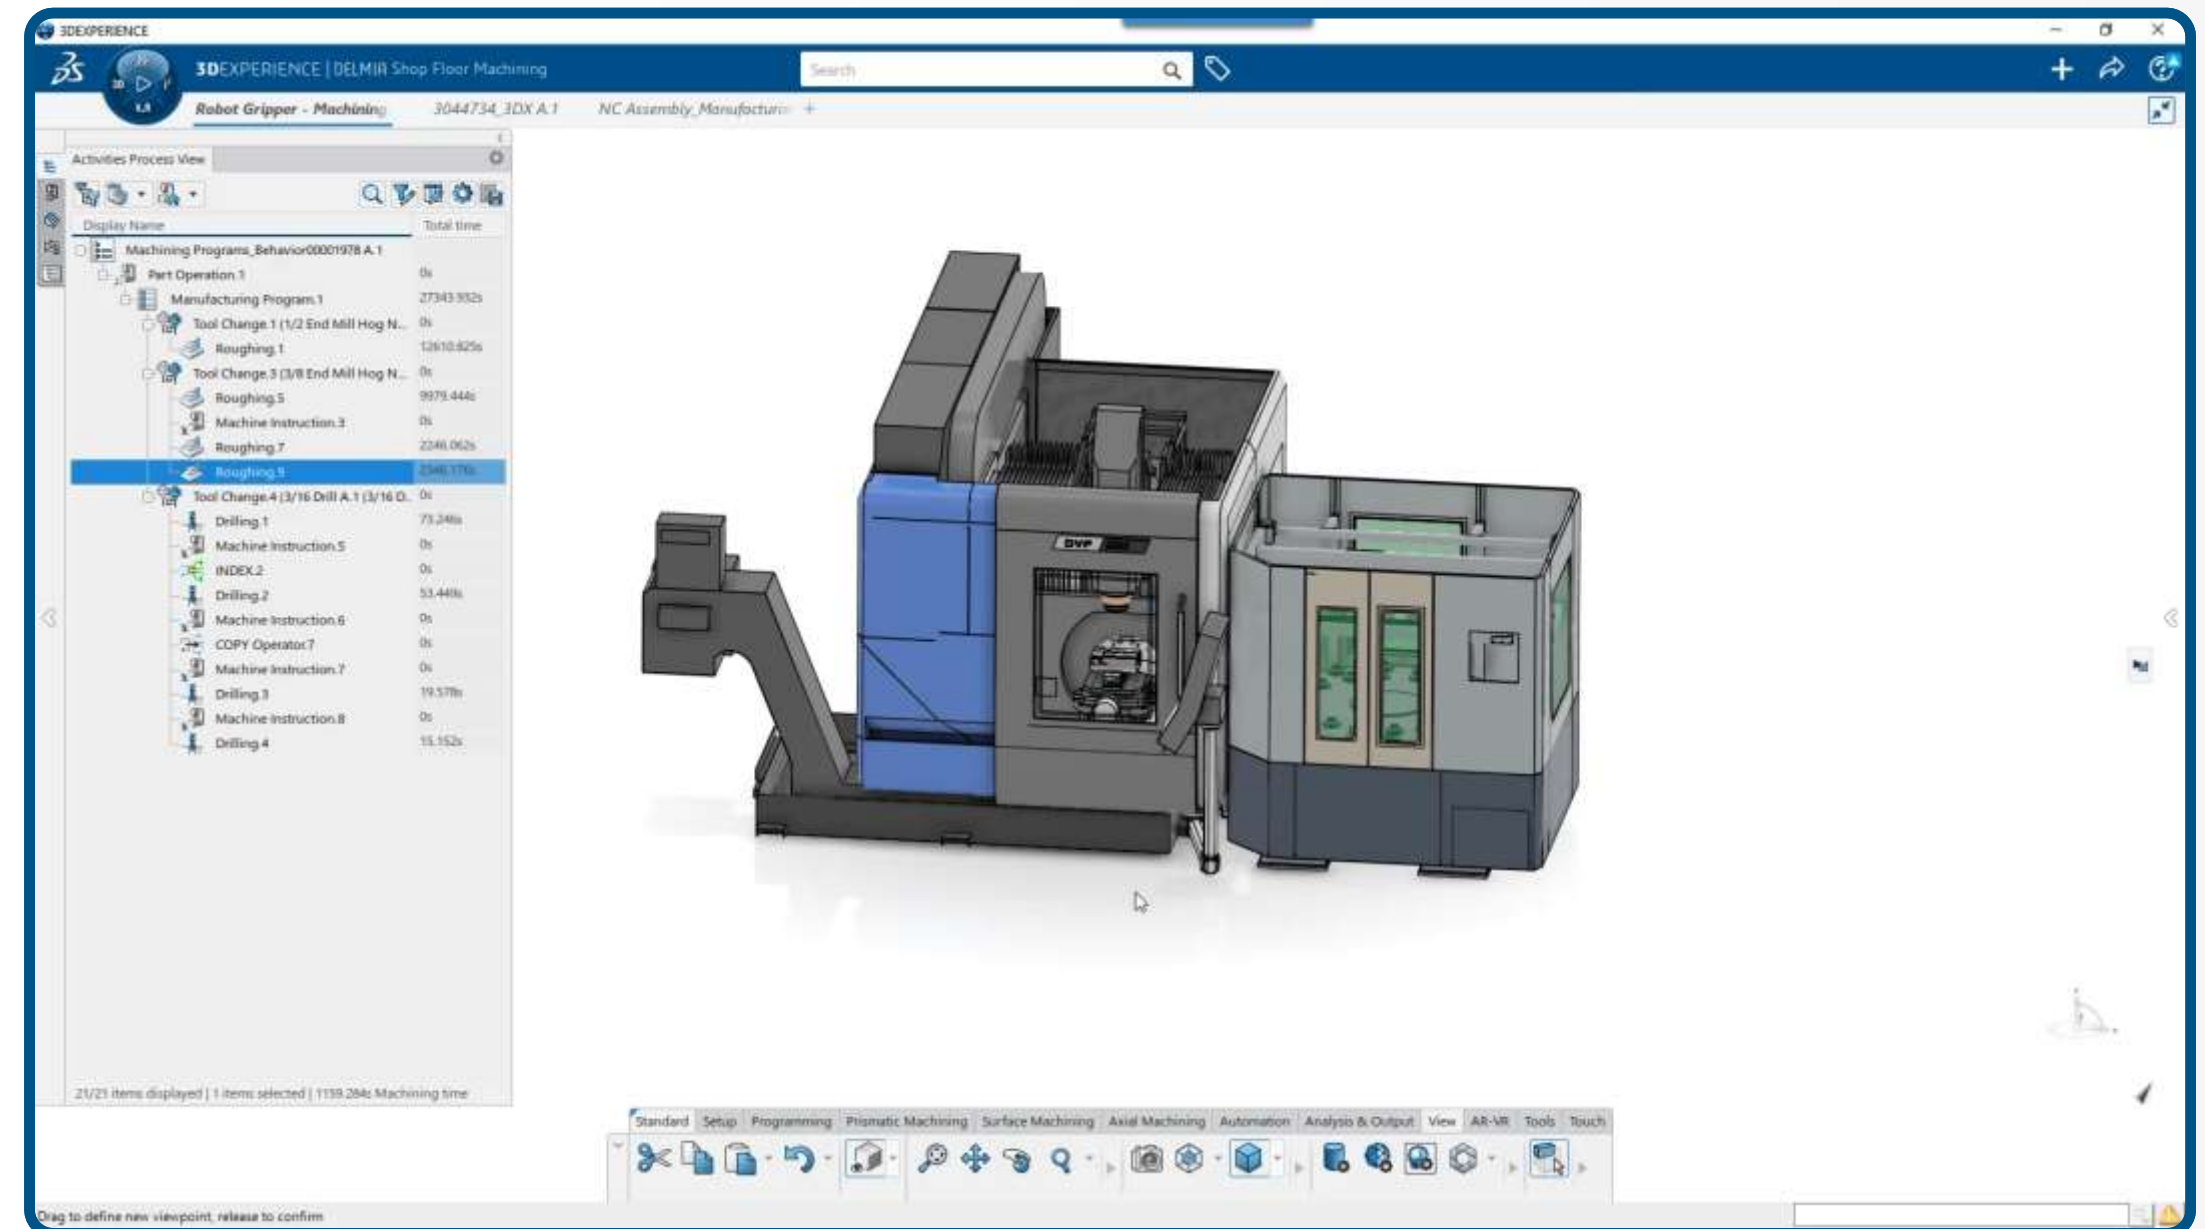 3DEXPERIENCE
3DEXPERIENCE | DELMIA Shop Floor Machining
Search
Robot Gripper - Machining
3044734_3DX A.1
NC Assembly_Manufacturin
Activities Process View
Display Name Total time
Machining Programs_Behavior00001978 A.1
Part Operation.1 0s
Manufacturing Program.1 27343.932s
Tool Change.1 (1/2 End Mill Hog N... 0s
Roughing.1 12610.825s
Tool Change.3 (3/8 End Mill Hog N... 0s
Roughing.5 9979.444s
Machine Instruction.3 0s
Roughing.7 2246.062s
Roughing.9
Tool Change.4 (3/16 Drill A.1 (3/16 D... 0s
Drilling.1 73.246s
Machine Instruction.5 0s
INDEX.2 0s
Drilling.2 53.449s
Machine Instruction.6 0s
COPY Operator.7 0s
Machine Instruction.7 0s
Drilling.3 19.578s
Machine Instruction.8 0s
Drilling.4 15.152s
21/21 items displayed | 1 items selected | 1159.284s Machining time
DVF
Standard Setup Programming Prismatic Machining Surface Machining Axial Machining Automation Analysis & Output View AR-VR Tools Touch
Drag to define new viewpoint, release to confirm